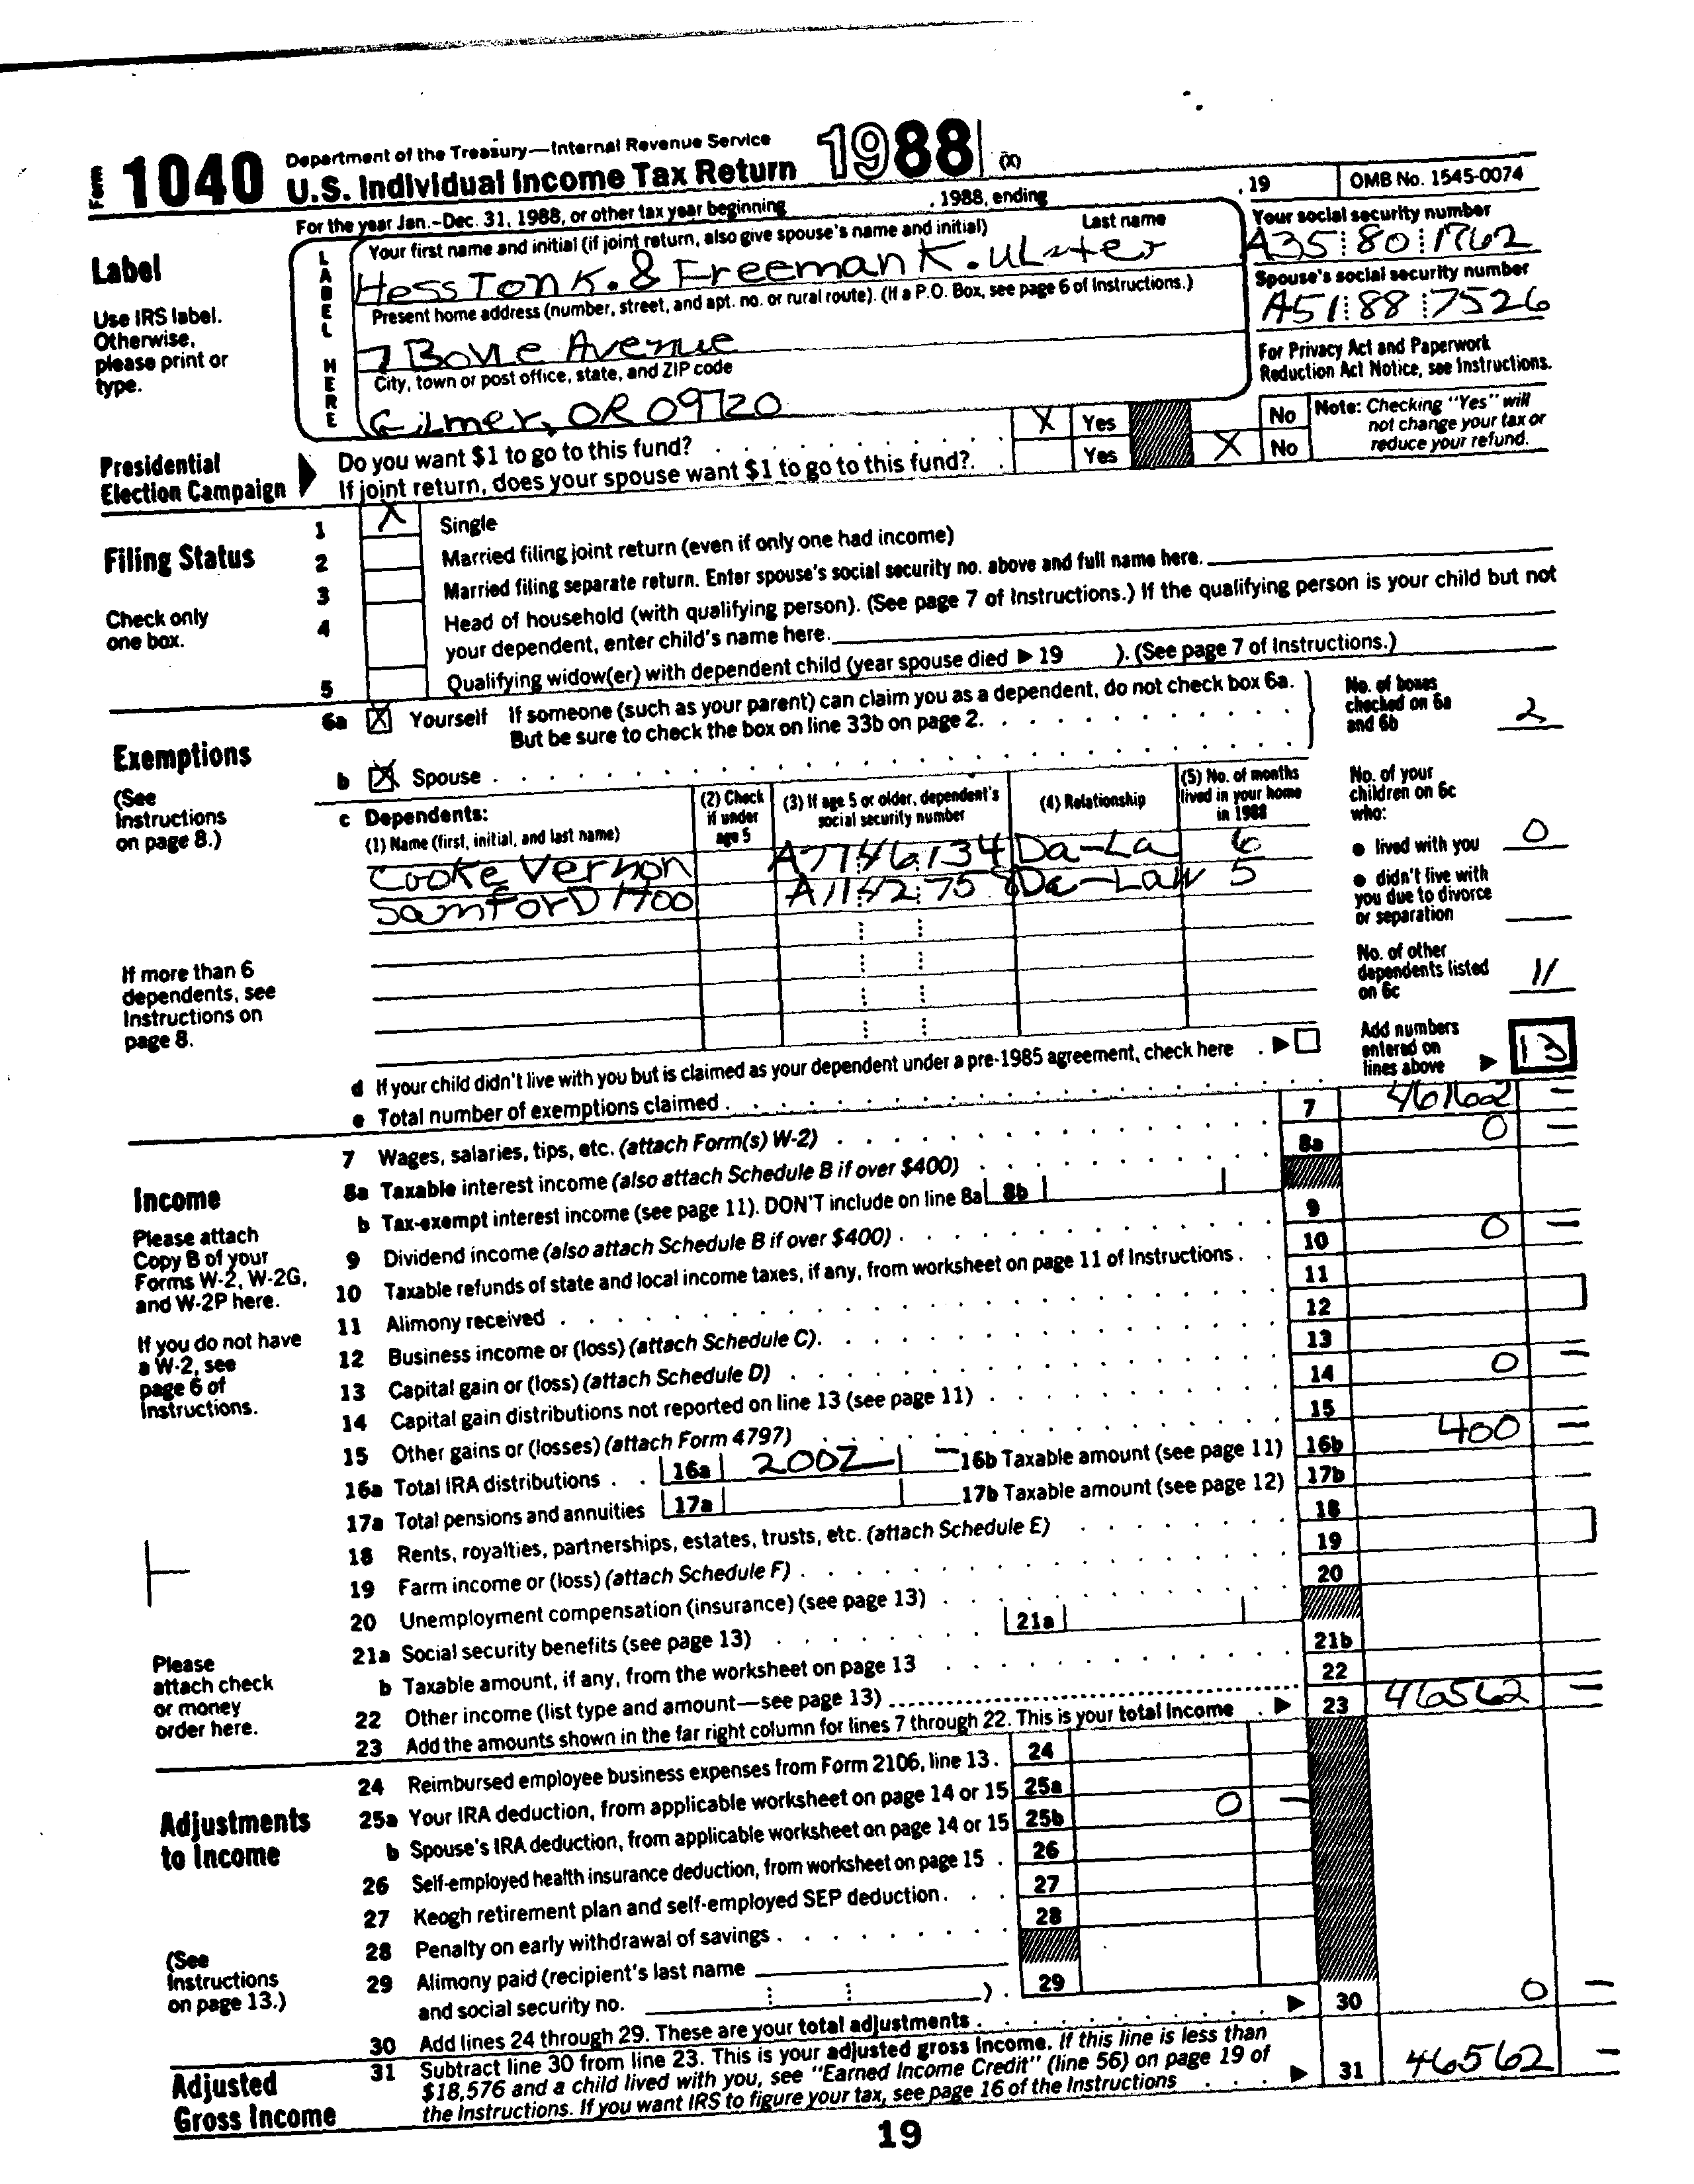 Form 1040 Department of the Treasury—Internal Revenue Service
U.S. Individual Income Tax Return 1988 (X)
For the year Jan.–Dec. 31, 1988, or other tax year beginning , 1988, ending , 19 OMB No. 1545-0074
Label
Use IRS label. Otherwise, please print or type.
LABEL HERE
Your first name and initial (if joint return, also give spouse's name and initial) Last name
Hess Ton K. & Freeman K. ULster
Your social security number
A35 80 1762
Present home address (number, street, and apt. no. or rural route). (If a P.O. Box, see page 6 of Instructions.)
7 Bovie Avenue
Spouse's social security number
A51 88 7526
City, town or post office, state, and ZIP code
Gilmer, OR 09720
For Privacy Act and Paperwork Reduction Act Notice, see Instructions.
Presidential Election Campaign
Do you want $1 to go to this fund? X Yes No
If joint return, does your spouse want $1 to go to this fund?. Yes X No
Note: Checking "Yes" will not change your tax or reduce your refund.
Filing Status
Check only one box.
1 X Single
2 Married filing joint return (even if only one had income)
3 Married filing separate return. Enter spouse's social security no. above and full name here.
4 Head of household (with qualifying person). (See page 7 of Instructions.) If the qualifying person is your child but not
your dependent, enter child's name here.
5 Qualifying widow(er) with dependent child (year spouse died ▶ 19 ). (See page 7 of Instructions.)
Exemptions
(See Instructions on page 8.)
6a X Yourself If someone (such as your parent) can claim you as a dependent, do not check box 6a.
But be sure to check the box on line 33b on page 2.
b X Spouse
No. of boxes checked on 6a and 6b 2
c Dependents:
(1) Name (first, initial, and last name)
(2) Check if under age 5
(3) If age 5 or older, dependent's social security number
(4) Relationship
(5) No. of months lived in your home in 1988
Cooke Vernon A77 46 134 Da-La 6
Samford 1700 A11 42 758 Da-Law 5
No. of your children on 6c who:
● lived with you 0
● didn't live with you due to divorce or separation
No. of other dependents listed on 6c 11
If more than 6 dependents, see Instructions on page 8.
d If your child didn't live with you but is claimed as your dependent under a pre-1985 agreement, check here
e Total number of exemptions claimed
Add numbers entered on lines above ▶ 13
Income
Please attach Copy B of your Forms W-2, W-2G, and W-2P here.
If you do not have a W-2, see page 6 of Instructions.
Please attach check or money order here.
7 Wages, salaries, tips, etc. (attach Form(s) W-2) 7 46162 —
8a Taxable interest income (also attach Schedule B if over $400) 8a 0 —
b Tax-exempt interest income (see page 11). DON'T include on line 8a 8b
9 Dividend income (also attach Schedule B if over $400) 9
10 Taxable refunds of state and local income taxes, if any, from worksheet on page 11 of Instructions 10 0 —
11 Alimony received 11
12 Business income or (loss) (attach Schedule C). 12
13 Capital gain or (loss) (attach Schedule D) 13
14 Capital gain distributions not reported on line 13 (see page 11) 14 0 —
15 Other gains or (losses) (attach Form 4797) 15
16a Total IRA distributions 16a 2002 — 16b Taxable amount (see page 11) 16b 400 —
17a Total pensions and annuities 17a 17b Taxable amount (see page 12) 17b
18 Rents, royalties, partnerships, estates, trusts, etc. (attach Schedule E) 18
19 Farm income or (loss) (attach Schedule F) 19
20 Unemployment compensation (insurance) (see page 13) 20
21a Social security benefits (see page 13) 21a
b Taxable amount, if any, from the worksheet on page 13 21b
22 Other income (list type and amount—see page 13) 22
23 Add the amounts shown in the far right column for lines 7 through 22. This is your total income ▶ 23 46562 —
Adjustments to Income
(See Instructions on page 13.)
24 Reimbursed employee business expenses from Form 2106, line 13. 24
25a Your IRA deduction, from applicable worksheet on page 14 or 15 25a
b Spouse's IRA deduction, from applicable worksheet on page 14 or 15 25b 0 —
26 Self-employed health insurance deduction, from worksheet on page 15 26
27 Keogh retirement plan and self-employed SEP deduction. 27
28 Penalty on early withdrawal of savings 28
29 Alimony paid (recipient's last name
and social security no. ). 29
30 Add lines 24 through 29. These are your total adjustments ▶ 30 0 —
Adjusted Gross Income
31 Subtract line 30 from line 23. This is your adjusted gross income. If this line is less than
$18,576 and a child lived with you, see "Earned Income Credit" (line 56) on page 19 of
the Instructions. If you want IRS to figure your tax, see page 16 of the Instructions ▶ 31 46562 —
19